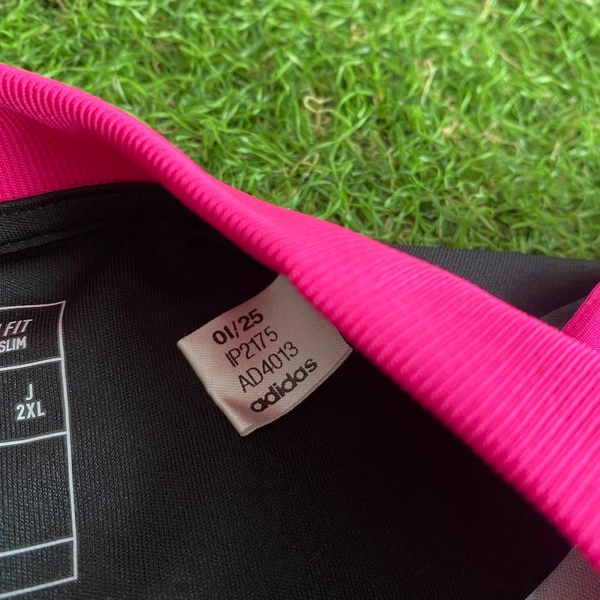 FIT
SLIM
J
2XL
01/25
IP2175
AD4013
adidas